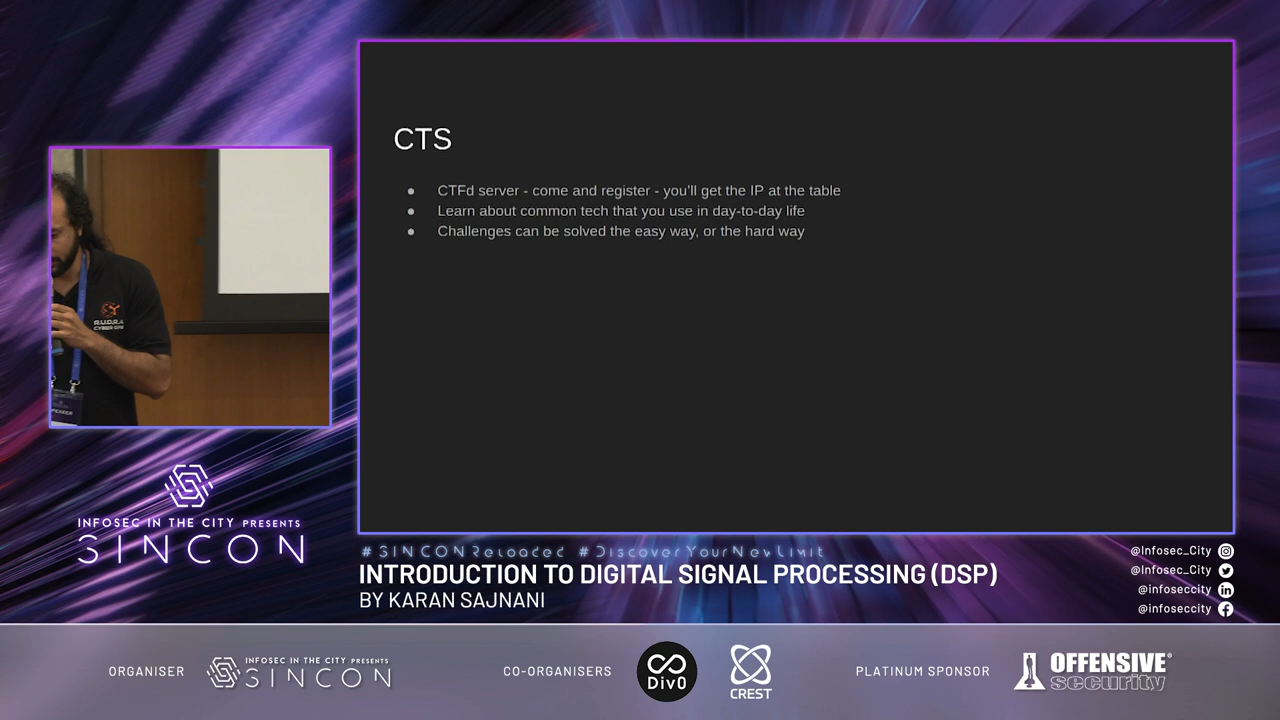 CTS
● CTFd server - come and register - you'll get the IP at the table
● Learn about common tech that you use in day-to-day life
● Challenges can be solved the easy way, or the hard way
R.U.D.R.A
INFOSEC IN THE CITY PRESENTS
SINCON
#SINCONReloaded #DiscoverYourNewLimit
INTRODUCTION TO DIGITAL SIGNAL PROCESSING (DSP)
BY KARAN SAJNANI
@Infosec_City
@Infosec_City
@infoseccity
@infoseccity
ORGANISER
INFOSEC IN THE CITY PRESENTS
SINCON
CO-ORGANISERS
Div0
CREST
PLATINUM SPONSOR
OFFENSIVE
security